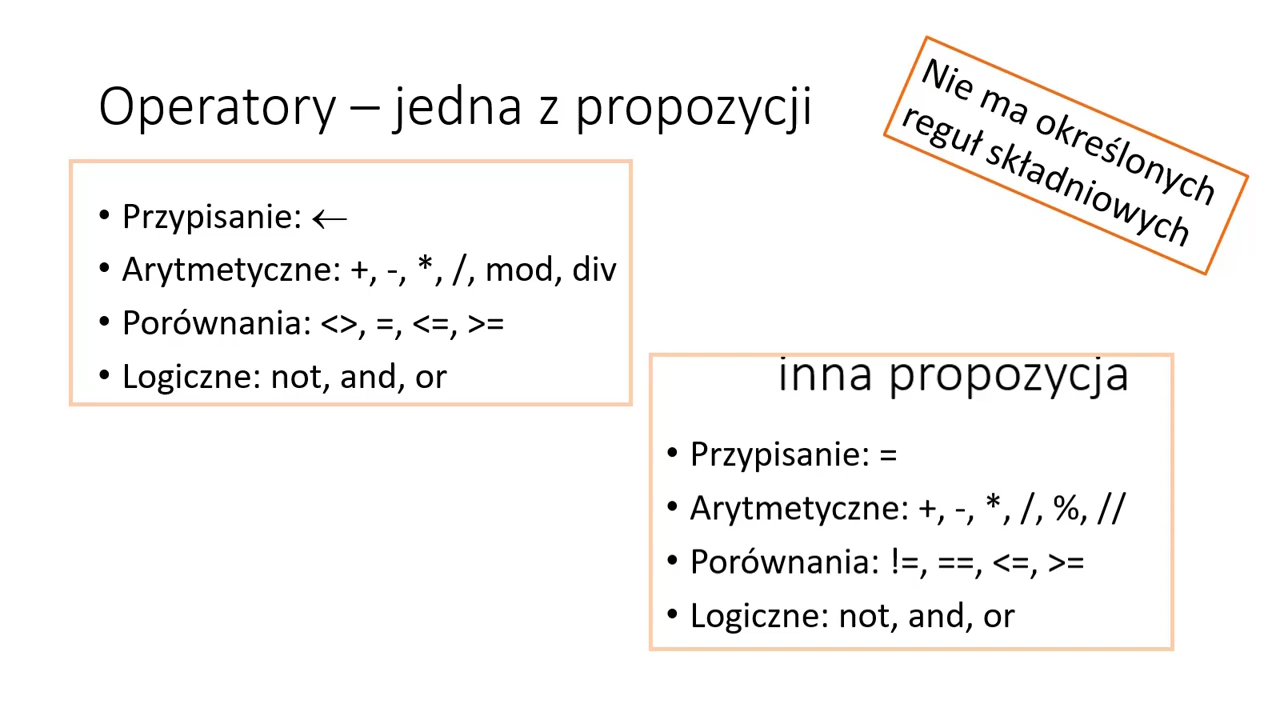 Operatory – jedna z propozycji
Nie ma określonych
reguł składniowych
• Przypisanie: ←
• Arytmetyczne: +, -, *, /, mod, div
• Porównania: <>, =, <=, >=
• Logiczne: not, and, or
inna propozycja
• Przypisanie: =
• Arytmetyczne: +, -, *, /, %, //
• Porównania: !=, ==, <=, >=
• Logiczne: not, and, or